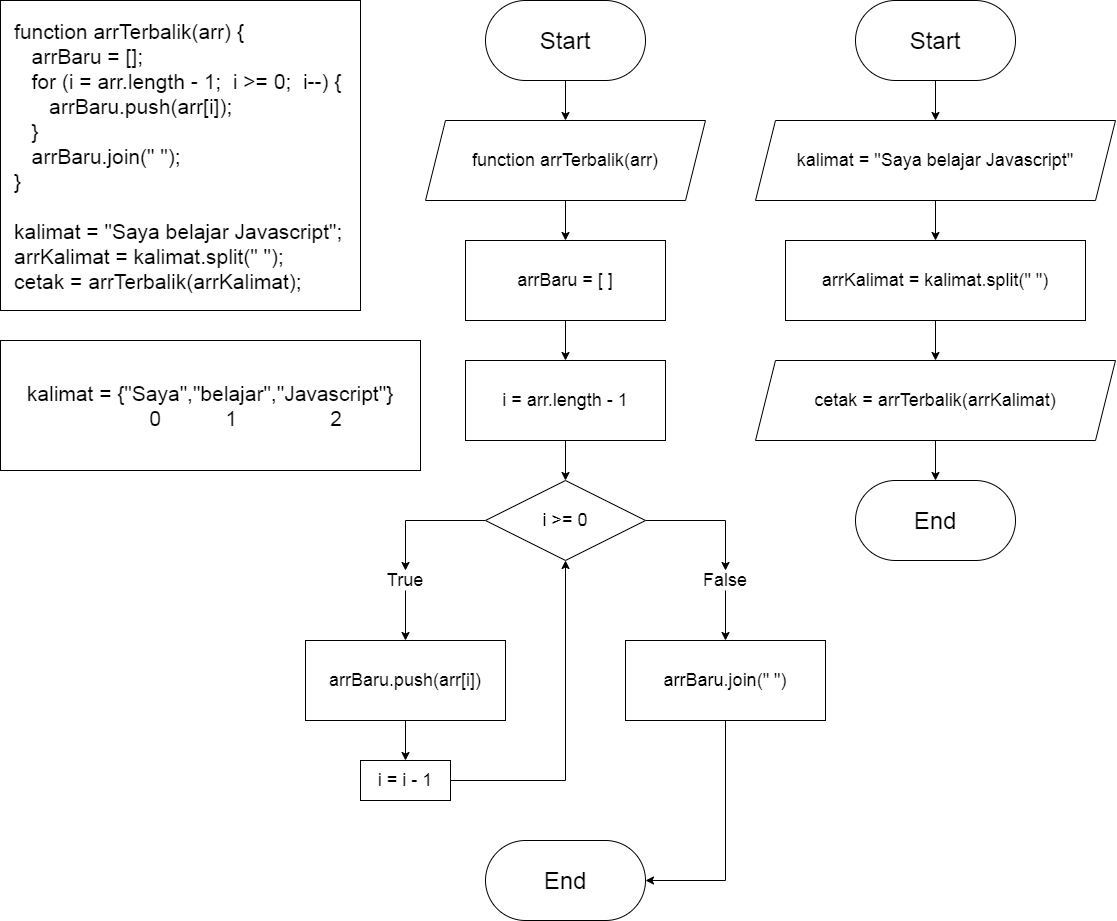 function arrTerbalik(arr) {
arrBaru = [];
for (i = arr.length - 1;  i >= 0;  i--) {
arrBaru.push(arr[i]);
}
arrBaru.join(" ");
}
kalimat = "Saya belajar Javascript";
arrKalimat = kalimat.split(" ");
cetak = arrTerbalik(arrKalimat);
kalimat = {"Saya","belajar","Javascript"}
0 1 2
Start
function arrTerbalik(arr)
arrBaru = [ ]
i = arr.length - 1
i >= 0
True
False
arrBaru.push(arr[i])
arrBaru.join(" ")
i = i - 1
End
Start
kalimat = "Saya belajar Javascript"
arrKalimat = kalimat.split(" ")
cetak = arrTerbalik(arrKalimat)
End